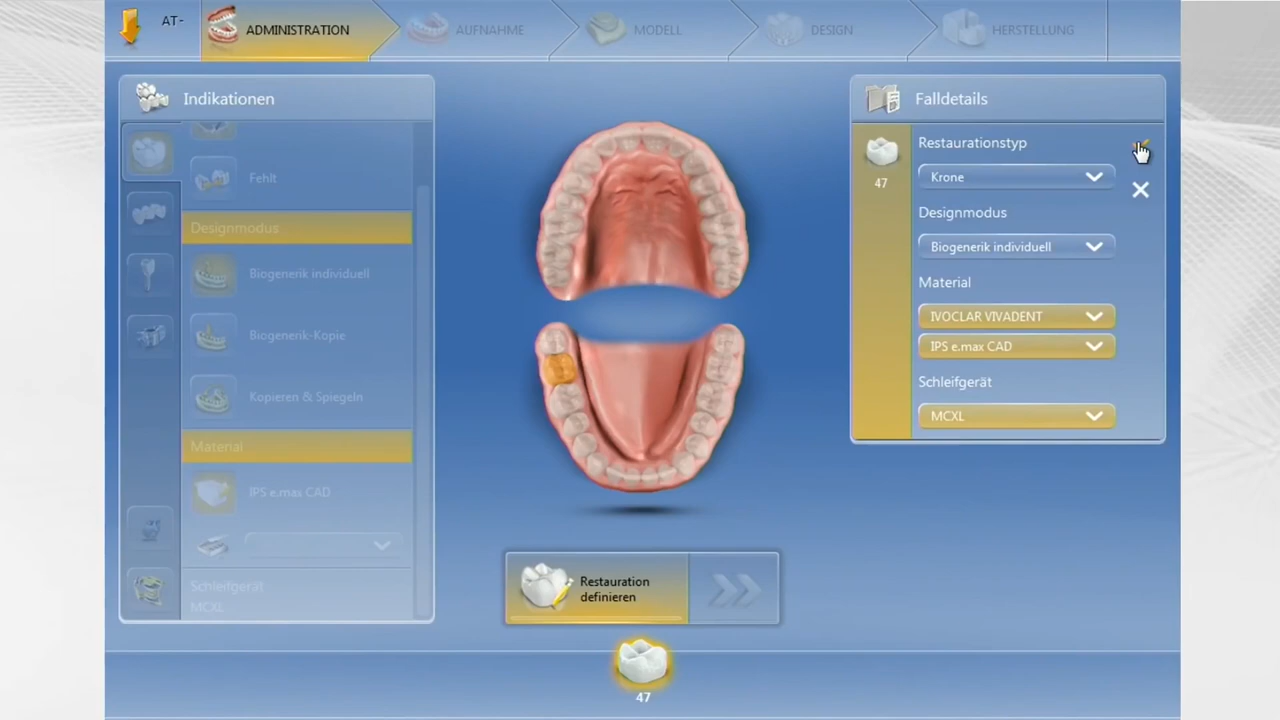 AT-
ADMINISTRATION
AUFNAHME
MODELL
DESIGN
HERSTELLUNG
Indikationen
Fehlt
Designmodus
Biogenerik individuell
Biogenerik-Kopie
Kopieren & Spiegeln
Material
IPS e.max CAD
Schleifgerät
MCXL
Falldetails
47
Restaurationstyp
Krone
Designmodus
Biogenerik individuell
Material
IVOCLAR VIVADENT
IPS e.max CAD
Schleifgerät
MCXL
Restauration
definieren
47